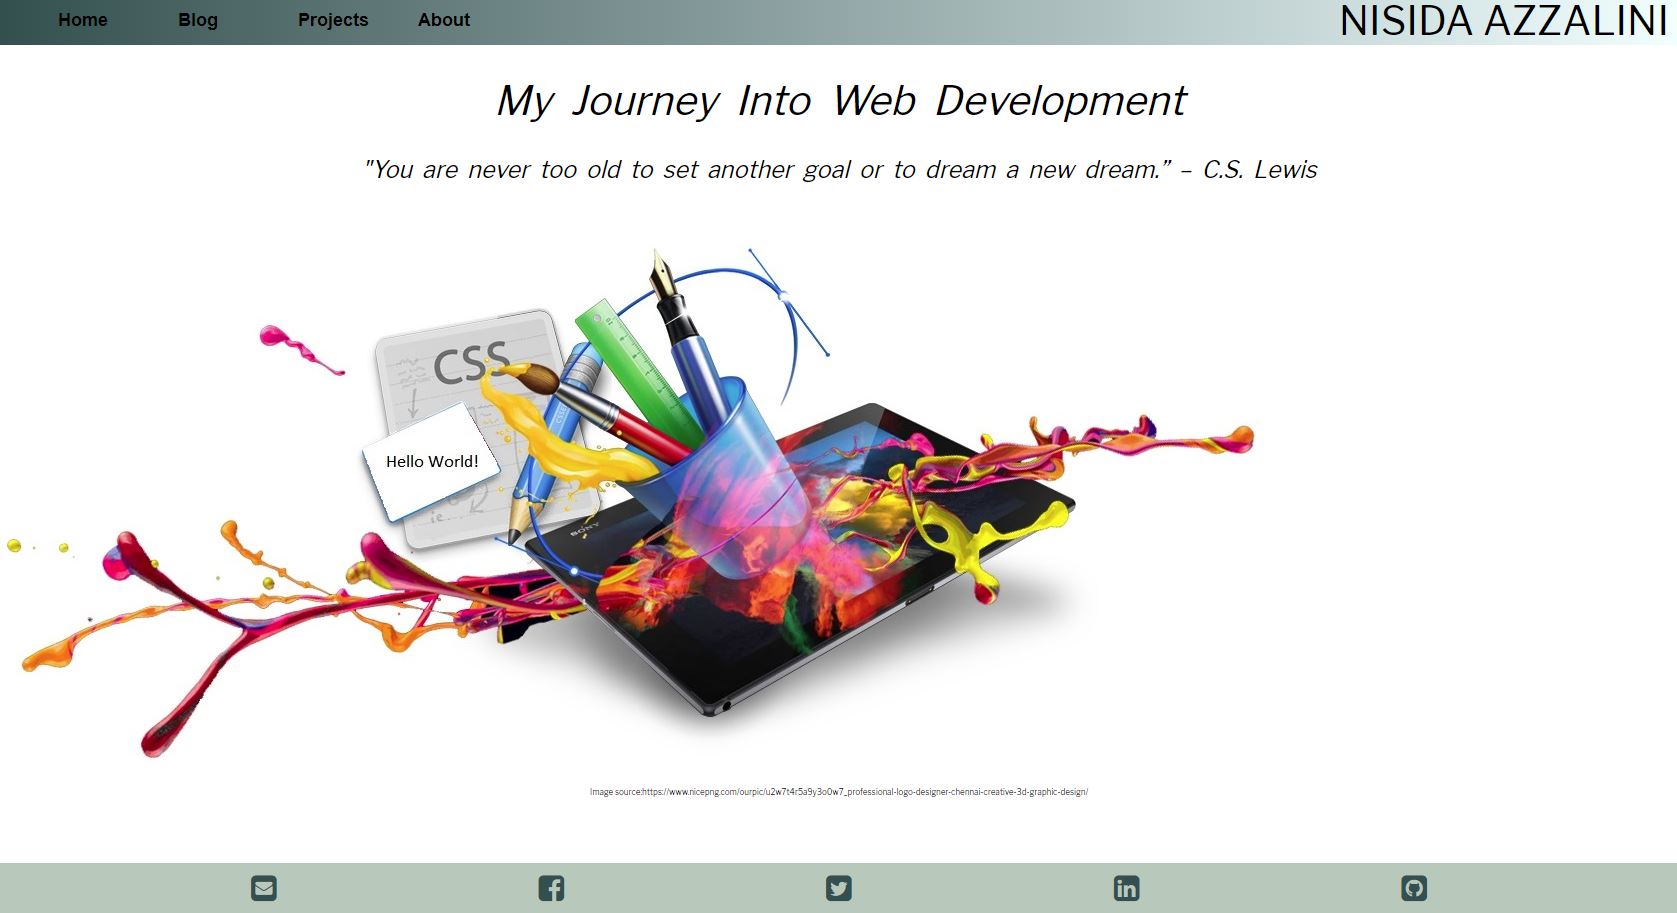 Home Blog Projects About NISIDA AZZALINI
My Journey Into Web Development
"You are never too old to set another goal or to dream a new dream.” – C.S. Lewis
CSS
Hello World!
SONY
Image source:https://www.nicepng.com/ourpic/u2w7t4r5a9y3o0w7_professional-logo-designer-chennai-creative-3d-graphic-design/